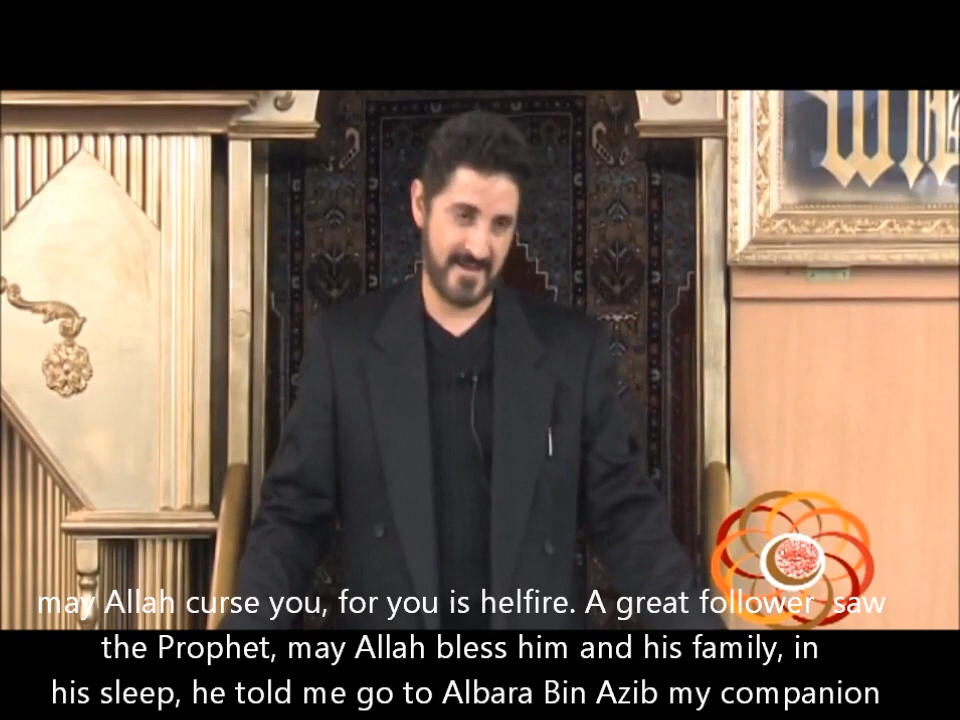 may Allah curse you, for you is helfire. A great follower saw
the Prophet, may Allah bless him and his family, in
his sleep, he told me go to Albara Bin Azib my companion